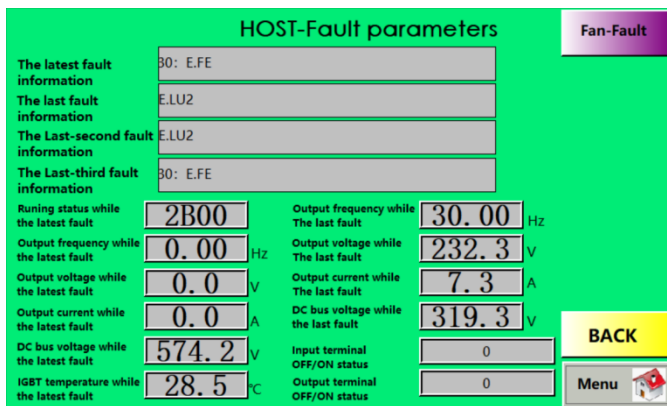 HOST-Fault parameters
Fan-Fault
The latest fault
information
30: E.FE
The last fault
information
E.LU2
The Last-second fault
information
E.LU2
The Last-third fault
information
30: E.FE
Runing status while
the latest fault
2B00
Output frequency while
The last fault
30.00 Hz
Output frequency while
the latest fault
0.00 Hz
Output voltage while
The last fault
232.3 V
Output voltage while
the latest fault
0.0 V
Output current while
The last fault
7.3 A
Output current while
the latest fault
0.0 A
DC bus voltage while
the last fault
319.3 V
DC bus voltage while
the latest fault
574.2 V
Input terminal
OFF/ON status
0
IGBT temperature while
the latest fault
28.5 °C
Output terminal
OFF/ON status
0
BACK
Menu